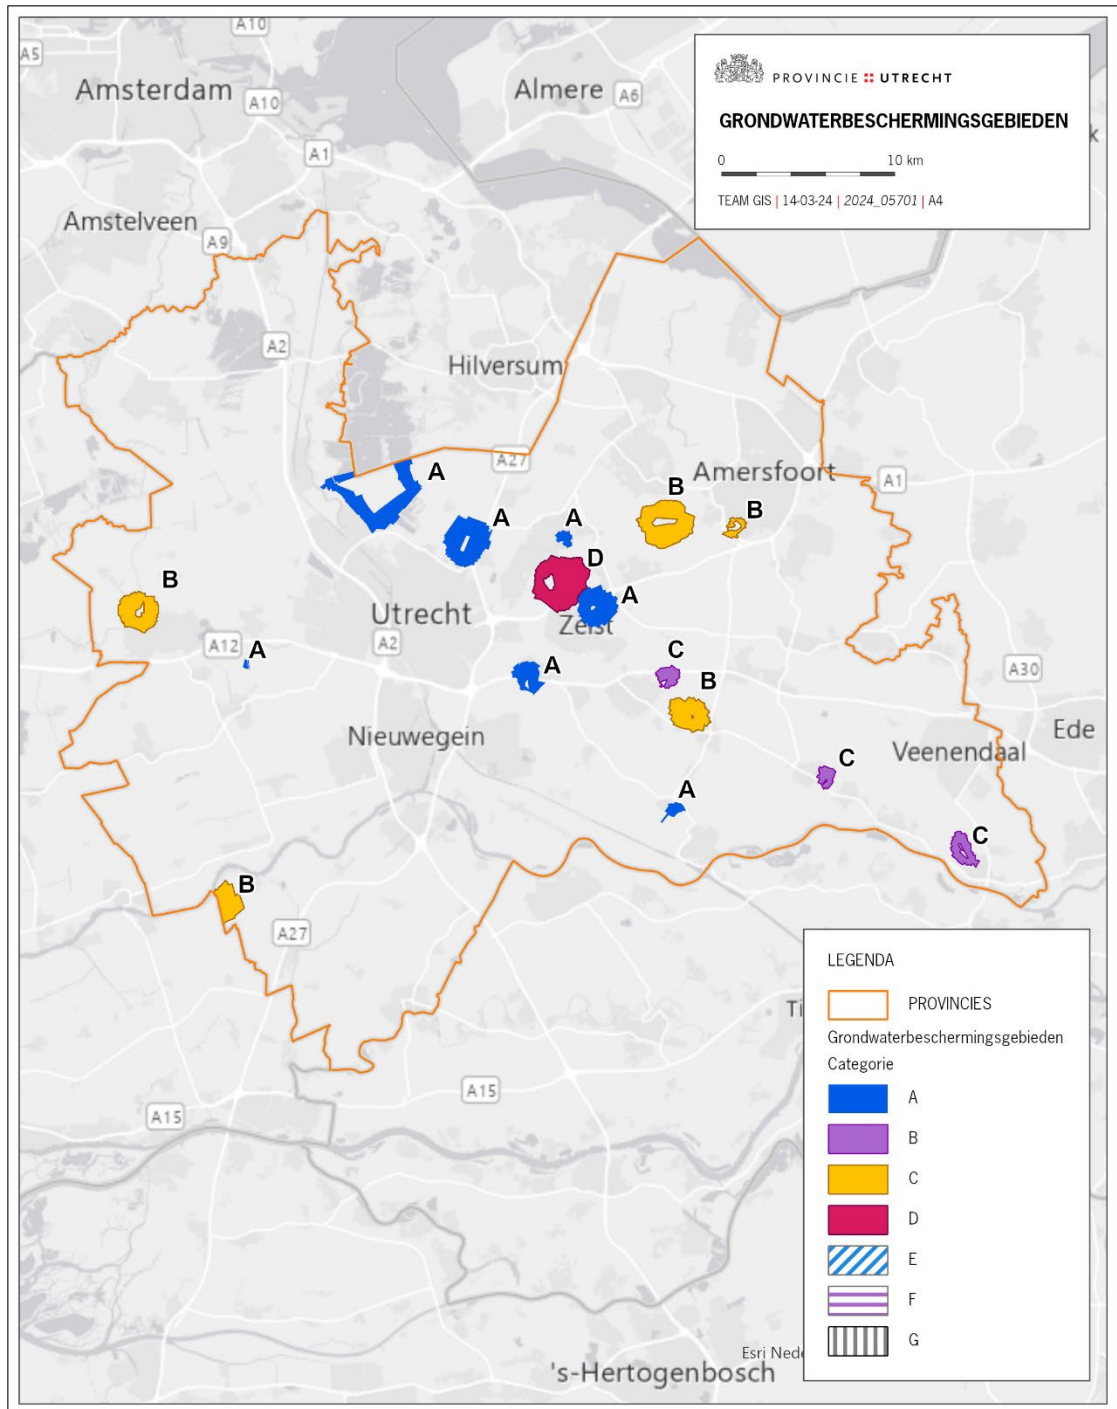 A10
A5
Amsterdam
A10
Almere
A6
A1
Amstelveen
A9
PROVINCIE UTRECHT
GRONDWATERBESCHERMINGSGEBIEDEN
0 10 km
TEAM GIS | 14-03-24 | 2024_05701 | A4
k
A2
Hilversum
A27
A
Amersfoort
A1
B
B
A
A
D
B
A
Utrecht
Zeist
A12
A2
A
A
C
B
A30
Nieuwegein
Ede
Veenendaal
C
A
C
B
A27
Ti
A15
A15
Esri Nede
's-Hertogenbosch
LEGENDA
PROVINCIES
Grondwaterbeschermingsgebieden
Categorie
A
B
C
D
E
F
G